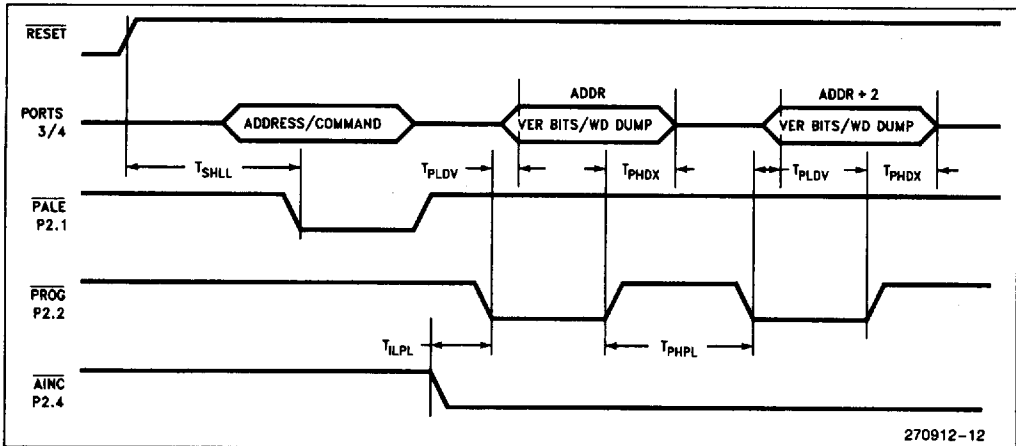 RESET
PORTS
3/4
ADDRESS/COMMAND
ADDR
VER BITS/WD DUMP
ADDR + 2
VER BITS/WD DUMP
T_SHLL
T_PLDV
T_PHDX
T_PLDV
T_PHDX
PALE
P2.1
PROG
P2.2
T_ILPL
T_PHPL
AINC
P2.4
270912-12